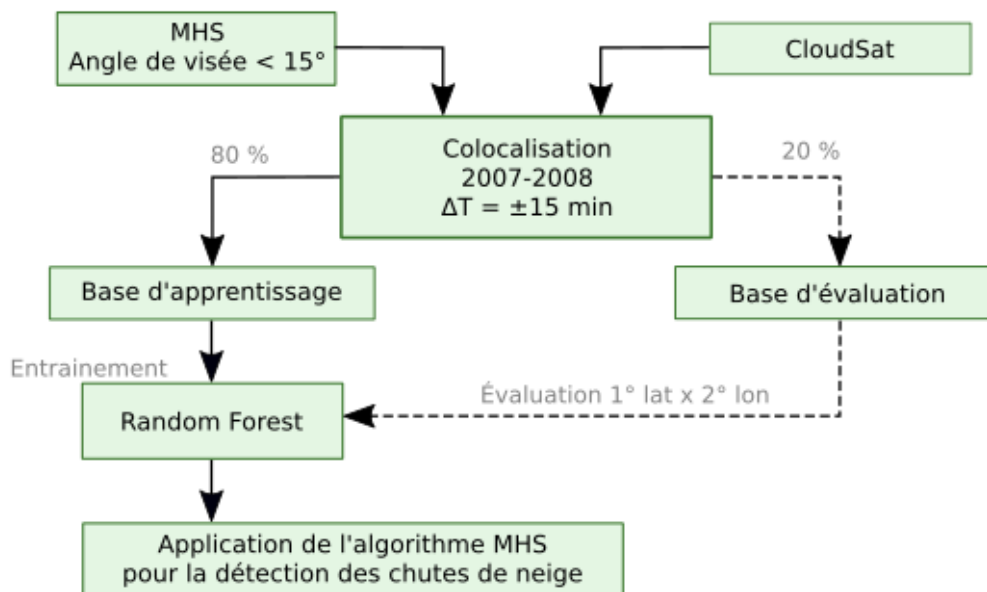 MHS
Angle de visée < 15°
CloudSat
Colocalisation
2007-2008
ΔT = ±15 min
80 %
20 %
Base d'apprentissage
Base d'évaluation
Entrainement
Évaluation 1° lat x 2° lon
Random Forest
Application de l'algorithme MHS
pour la détection des chutes de neige